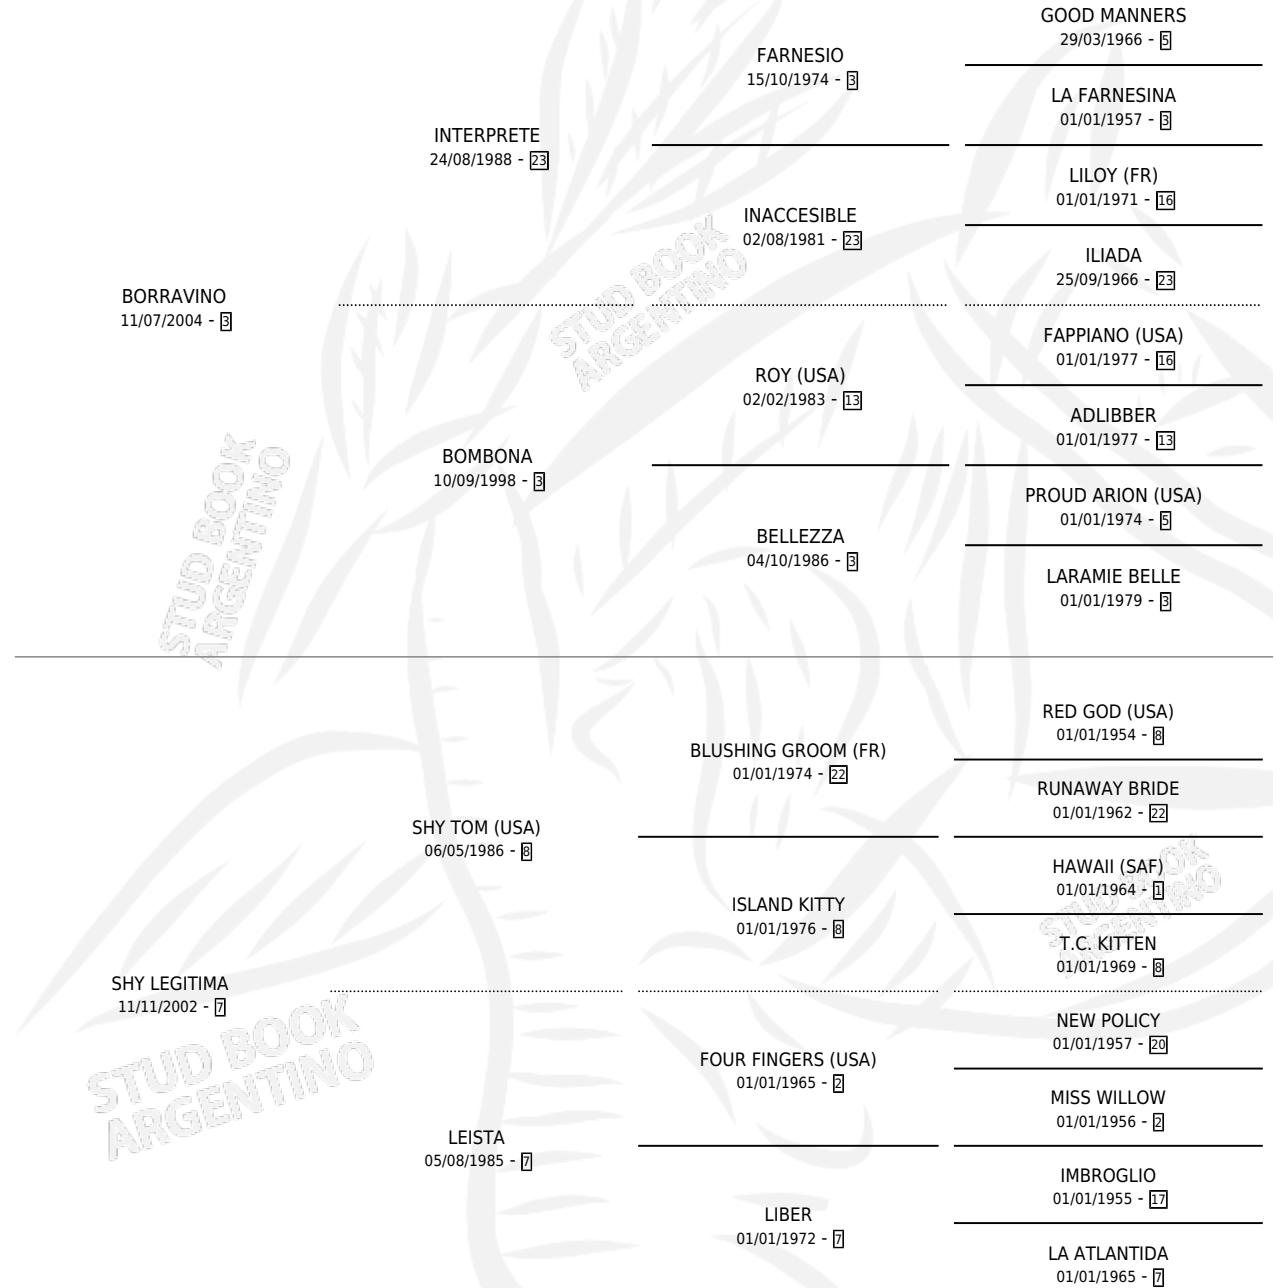 GOOD MANNERS
29/03/1966 - 5
FARNESIO
15/10/1974 - 3
LA FARNESINA
01/01/1957 - 3
INTERPRETE
24/08/1988 - 23
LILOY (FR)
01/01/1971 - 16
INACCESIBLE
02/08/1981 - 23
ILIADA
25/09/1966 - 23
BORRAVINO
11/07/2004 - 3
FAPPIANO (USA)
01/01/1977 - 16
ROY (USA)
02/02/1983 - 13
ADLIBBER
01/01/1977 - 13
BOMBONA
10/09/1998 - 3
PROUD ARION (USA)
01/01/1974 - 5
BELLEZZA
04/10/1986 - 3
LARAMIE BELLE
01/01/1979 - 3
STUD BOOK
ARGENTINO
STUD BOOK
ARGENTINO
RED GOD (USA)
01/01/1954 - 8
BLUSHING GROOM (FR)
01/01/1974 - 22
RUNAWAY BRIDE
01/01/1962 - 22
SHY TOM (USA)
06/05/1986 - 8
HAWAII (SAF)
01/01/1964 - 1
ISLAND KITTY
01/01/1976 - 8
T.C. KITTEN
01/01/1969 - 8
SHY LEGITIMA
11/11/2002 - 7
NEW POLICY
01/01/1957 - 20
FOUR FINGERS (USA)
01/01/1965 - 2
MISS WILLOW
01/01/1956 - 2
LEISTA
05/08/1985 - 7
IMBROGLIO
01/01/1955 - 17
LIBER
01/01/1972 - 7
LA ATLANTIDA
01/01/1965 - 7
STUD BOOK
ARGENTINO
STUD BOOK
ARGENTINO